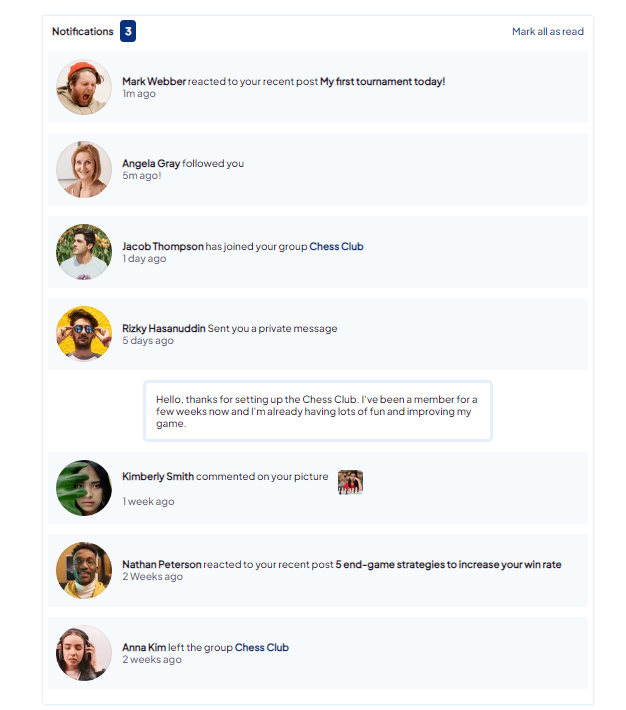 Notifications 3 Mark all as read
Mark Webber reacted to your recent post My first tournament today!
1m ago
Angela Gray followed you
5m ago!
Jacob Thompson has joined your group Chess Club
1 day ago
Rizky Hasanuddin Sent you a private message
5 days ago
Hello, thanks for setting up the Chess Club. I've been a member for a
few weeks now and I'm already having lots of fun and improving my
game.
Kimberly Smith commented on your picture
1 week ago
Nathan Peterson reacted to your recent post 5 end-game strategies to increase your win rate
2 Weeks ago
Anna Kim left the group Chess Club
2 weeks ago